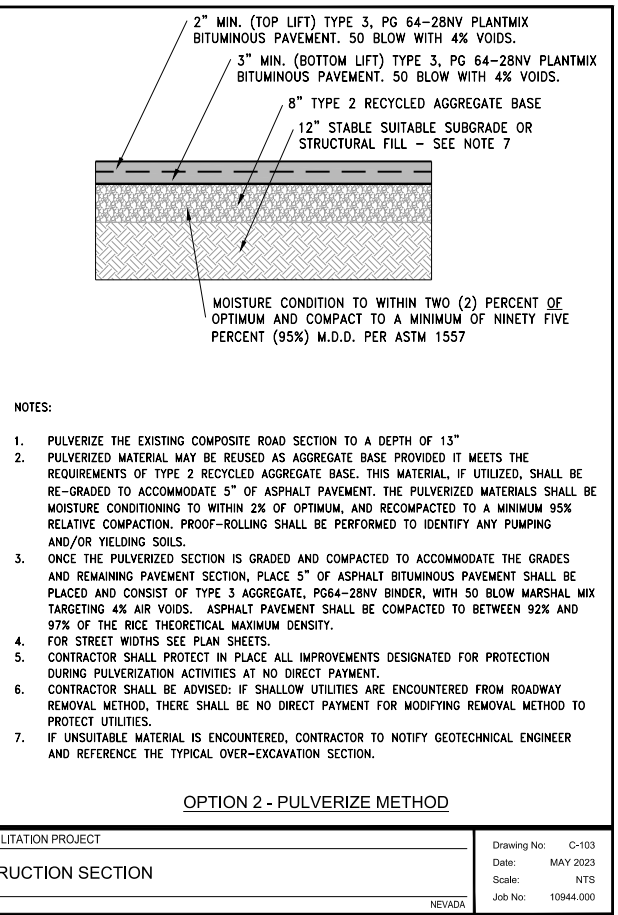 2" MIN. (TOP LIFT) TYPE 3, PG 64-28NV PLANTMIX
BITUMINOUS PAVEMENT. 50 BLOW WITH 4% VOIDS.
3" MIN. (BOTTOM LIFT) TYPE 3, PG 64-28NV PLANTMIX
BITUMINOUS PAVEMENT. 50 BLOW WITH 4% VOIDS.
8" TYPE 2 RECYCLED AGGREGATE BASE
12" STABLE SUITABLE SUBGRADE OR
STRUCTURAL FILL - SEE NOTE 7
MOISTURE CONDITION TO WITHIN TWO (2) PERCENT OF
OPTIMUM AND COMPACT TO A MINIMUM OF NINETY FIVE
PERCENT (95%) M.D.D. PER ASTM 1557
NOTES:
1. PULVERIZE THE EXISTING COMPOSITE ROAD SECTION TO A DEPTH OF 13"
2. PULVERIZED MATERIAL MAY BE REUSED AS AGGREGATE BASE PROVIDED IT MEETS THE
REQUIREMENTS OF TYPE 2 RECYCLED AGGREGATE BASE. THIS MATERIAL, IF UTILIZED, SHALL BE
RE-GRADED TO ACCOMMODATE 5" OF ASPHALT PAVEMENT. THE PULVERIZED MATERIALS SHALL BE
MOISTURE CONDITIONING TO WITHIN 2% OF OPTIMUM, AND RECOMPACTED TO A MINIMUM 95%
RELATIVE COMPACTION. PROOF-ROLLING SHALL BE PERFORMED TO IDENTIFY ANY PUMPING
AND/OR YIELDING SOILS.
3. ONCE THE PULVERIZED SECTION IS GRADED AND COMPACTED TO ACCOMMODATE THE GRADES
AND REMAINING PAVEMENT SECTION, PLACE 5" OF ASPHALT BITUMINOUS PAVEMENT SHALL BE
PLACED AND CONSIST OF TYPE 3 AGGREGATE, PG64-28NV BINDER, WITH 50 BLOW MARSHAL MIX
TARGETING 4% AIR VOIDS. ASPHALT PAVEMENT SHALL BE COMPACTED TO BETWEEN 92% AND
97% OF THE RICE THEORETICAL MAXIMUM DENSITY.
4. FOR STREET WIDTHS SEE PLAN SHEETS.
5. CONTRACTOR SHALL PROTECT IN PLACE ALL IMPROVEMENTS DESIGNATED FOR PROTECTION
DURING PULVERIZATION ACTIVITIES AT NO DIRECT PAYMENT.
6. CONTRACTOR SHALL BE ADVISED: IF SHALLOW UTILITIES ARE ENCOUNTERED FROM ROADWAY
REMOVAL METHOD, THERE SHALL BE NO DIRECT PAYMENT FOR MODIFYING REMOVAL METHOD TO
PROTECT UTILITIES.
7. IF UNSUITABLE MATERIAL IS ENCOUNTERED, CONTRACTOR TO NOTIFY GEOTECHNICAL ENGINEER
AND REFERENCE THE TYPICAL OVER-EXCAVATION SECTION.
OPTION 2 - PULVERIZE METHOD
LITATION PROJECT
RUCTION SECTION
NEVADA
Drawing No: C-103
Date: MAY 2023
Scale: NTS
Job No: 10944.000